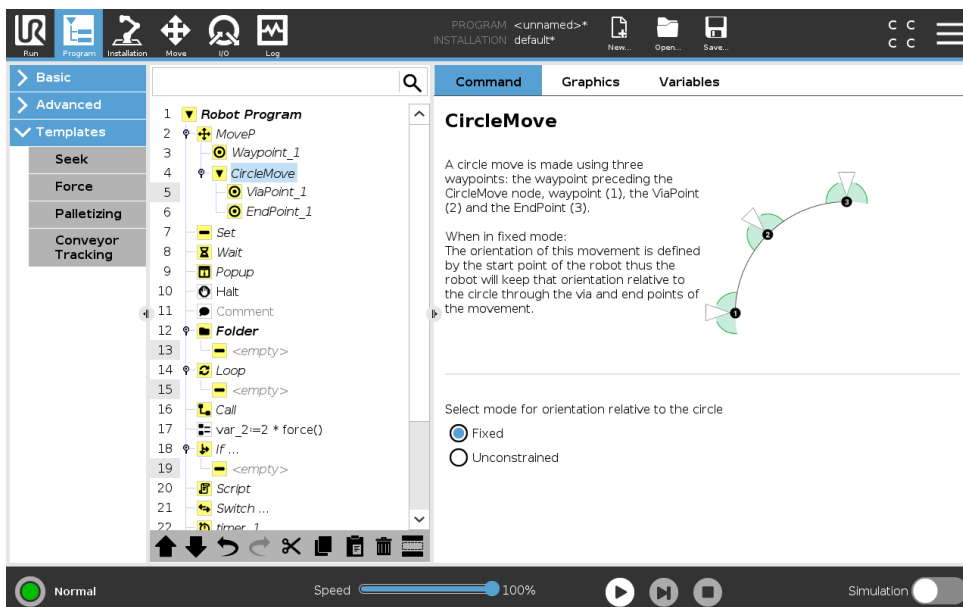 Run
Program
Installation
Move
I/O
Log
PROGRAM <unnamed>*
INSTALLATION default*
New...
Open...
Save...
C C
C C
Basic
Advanced
Templates
Seek
Force
Palletizing
Conveyor
Tracking
1 Robot Program
2 MoveP
3 Waypoint_1
4 CircleMove
5 ViaPoint_1
6 EndPoint_1
7 Set
8 Wait
9 Popup
10 Halt
11 Comment
12 Folder
13 <empty>
14 Loop
15 <empty>
16 Call
17 var_2:=2 * force()
18 If ...
19 <empty>
20 Script
21 Switch ...
22 timer_1
Command
Graphics
Variables
CircleMove
A circle move is made using three
waypoints: the waypoint preceding the
CircleMove node, waypoint (1), the ViaPoint
(2) and the EndPoint (3).
When in fixed mode:
The orientation of this movement is defined
by the start point of the robot thus the
robot will keep that orientation relative to
the circle through the via and end points of
the movement.
3
2
1
Select mode for orientation relative to the circle
Fixed
Unconstrained
Normal
Speed
100%
Simulation